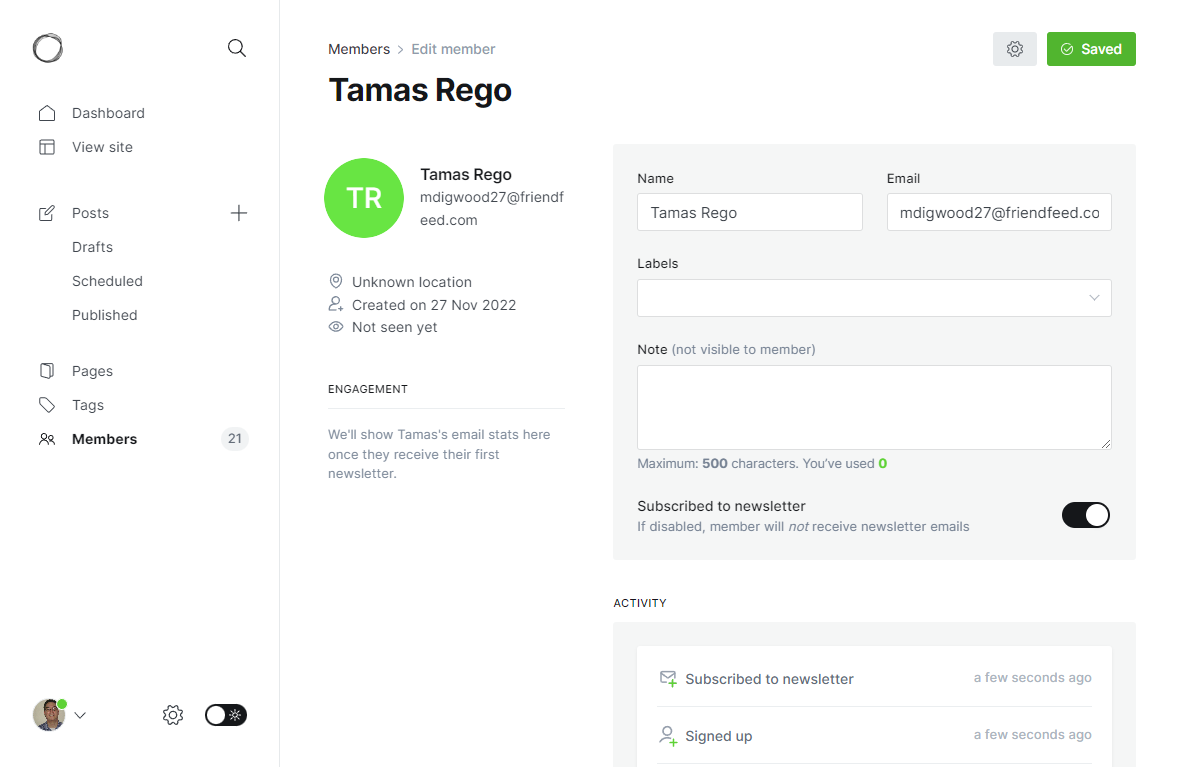 Dashboard
View site
Posts
Drafts
Scheduled
Published
Pages
Tags
Members 21
Members > Edit member
Saved
Tamas Rego
TR
Tamas Rego
mdigwood27@friendf
eed.com
Unknown location
Created on 27 Nov 2022
Not seen yet
ENGAGEMENT
We'll show Tamas's email stats here
once they receive their first
newsletter.
Name
Tamas Rego
Email
mdigwood27@friendfeed.co
Labels
Note (not visible to member)
Maximum: 500 characters. You've used 0
Subscribed to newsletter
If disabled, member will not receive newsletter emails
ACTIVITY
Subscribed to newsletter a few seconds ago
Signed up a few seconds ago